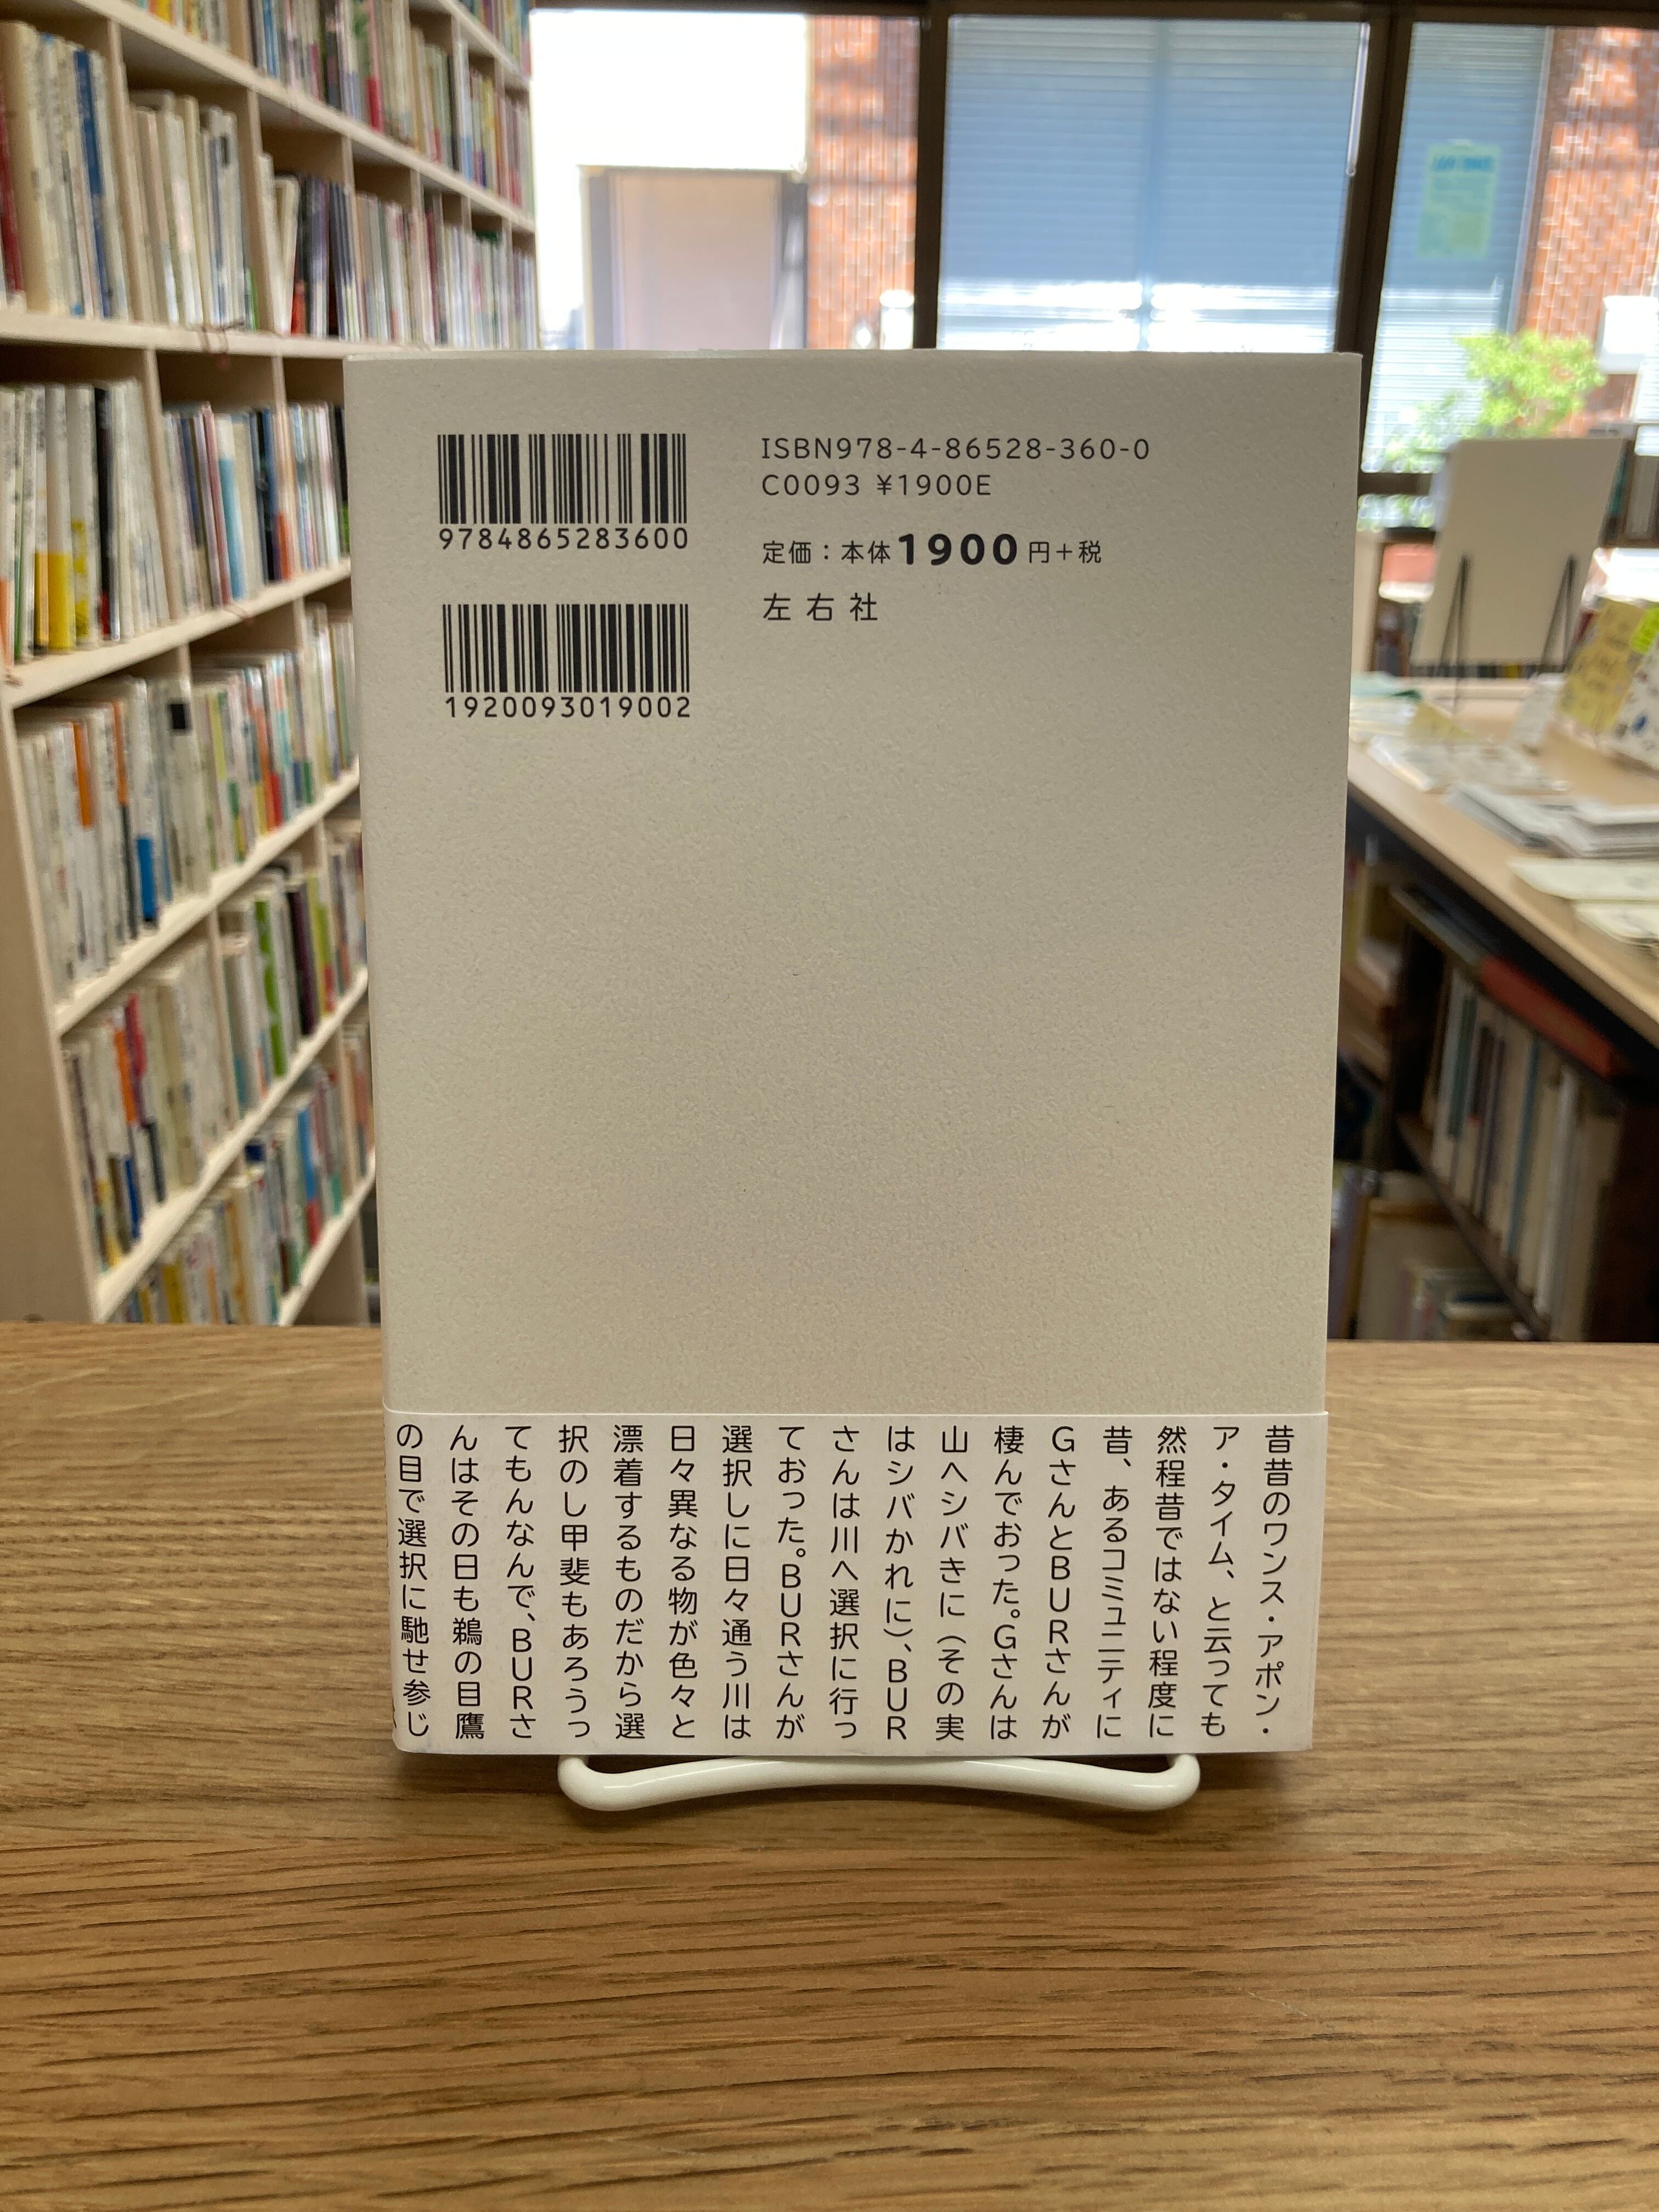 9784865283600
1920093019002
ISBN978-4-86528-360-0
C0093 ¥1900E
定価：本体1900円＋税
左右社
昔昔のワンス・アポン・
ア・タイム、と云っても
然程昔ではない程度に
昔、あるコミュニティに
GさんとBURさんが
棲んでおった。Gさんは
山へシバきに（その実
はシバかれに）、BUR
さんは川へ選択に行っ
ておった。BURさんが
選択しに日々通う川は
日々異なる物が色々と
漂着するものだから選
択のし甲斐もあろうっ
てもんなんで、BURさ
んはその日も鵜の目鷹
の目で選択に馳せ参じ